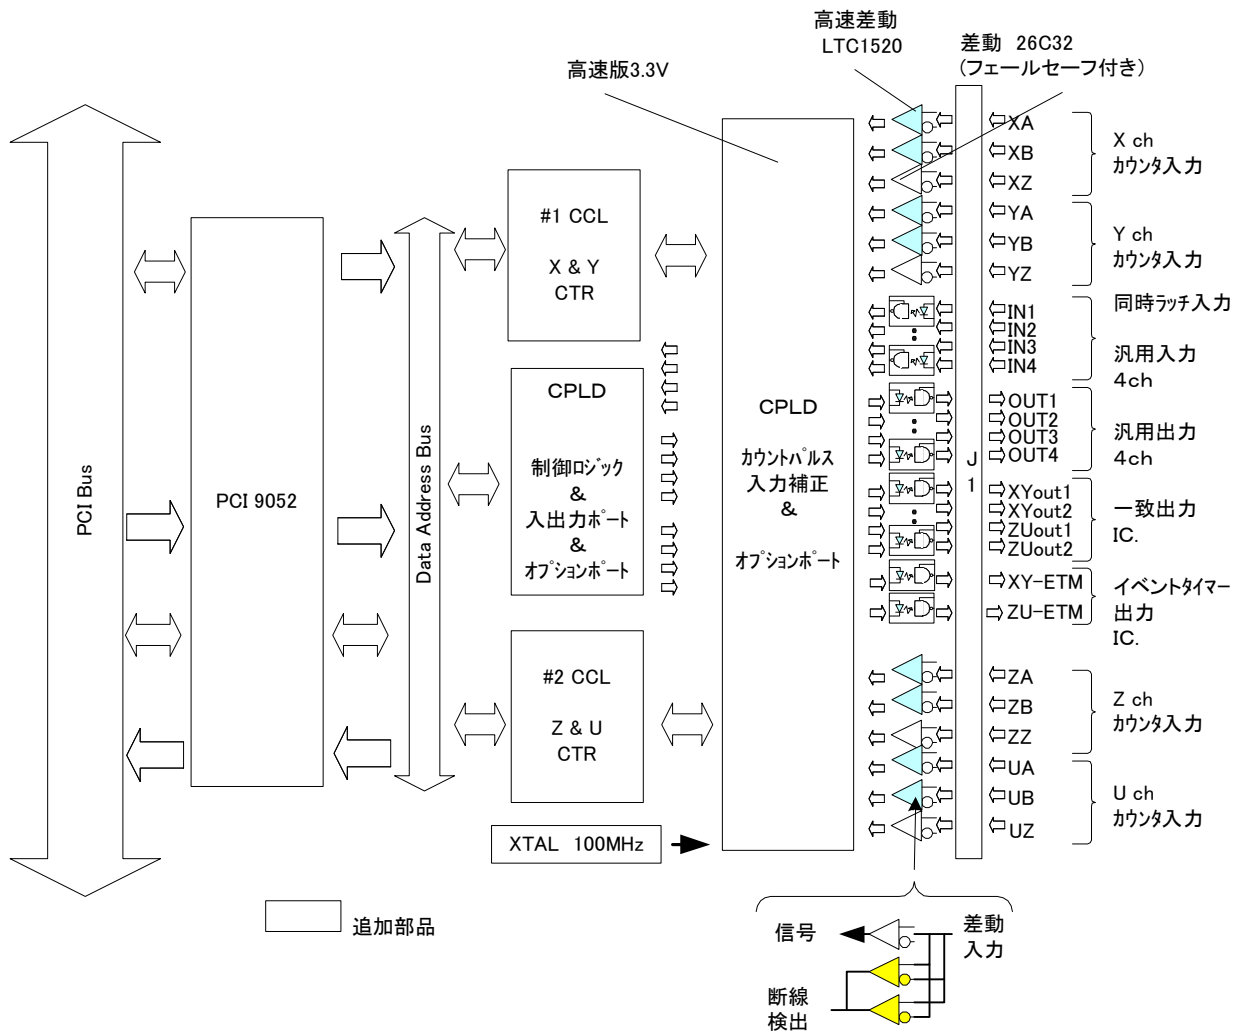 高速差動
LTC1520
差動 26C32
(フェールセーフ付き)
高速版3.3V
PCI Bus
PCI 9052
Data Address Bus
#1 CCL
X & Y
CTR
CPLD
制御ロジック
&
入出力ポート
&
オプションポート
#2 CCL
Z & U
CTR
XTAL 100MHz
CPLD
カウントパルス
入力補正
&
オプションポート
J1
XA
XB
XZ
X ch
カウンタ入力
YA
YB
YZ
Y ch
カウンタ入力
IN1
IN2
IN3
IN4
同時ラッチ入力
汎用入力
4ch
OUT1
OUT2
OUT3
OUT4
汎用出力
4ch
XYout1
XYout2
ZUout1
ZUout2
一致出力
IC.
XY-ETM
ZU-ETM
イベントタイマー
出力
IC.
ZA
ZB
ZZ
Z ch
カウンタ入力
UA
UB
UZ
U ch
カウンタ入力
追加部品
信号
差動
入力
断線
検出